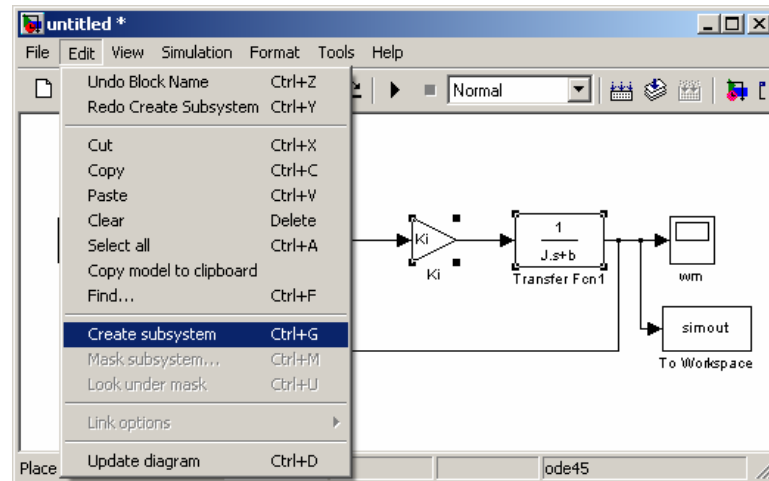 untitled *
File Edit View Simulation Format Tools Help
Normal
Undo Block Name Ctrl+Z
Redo Create Subsystem Ctrl+Y
Cut Ctrl+X
Copy Ctrl+C
Paste Ctrl+V
Clear Delete
Select all Ctrl+A
Copy model to clipboard
Find... Ctrl+F
Create subsystem Ctrl+G
Mask subsystem... Ctrl+M
Look under mask Ctrl+U
Link options
Update diagram Ctrl+D
Ki
Ki
1
J.s+b
Transfer Fcn1
wm
simout
To Workspace
Place
ode45